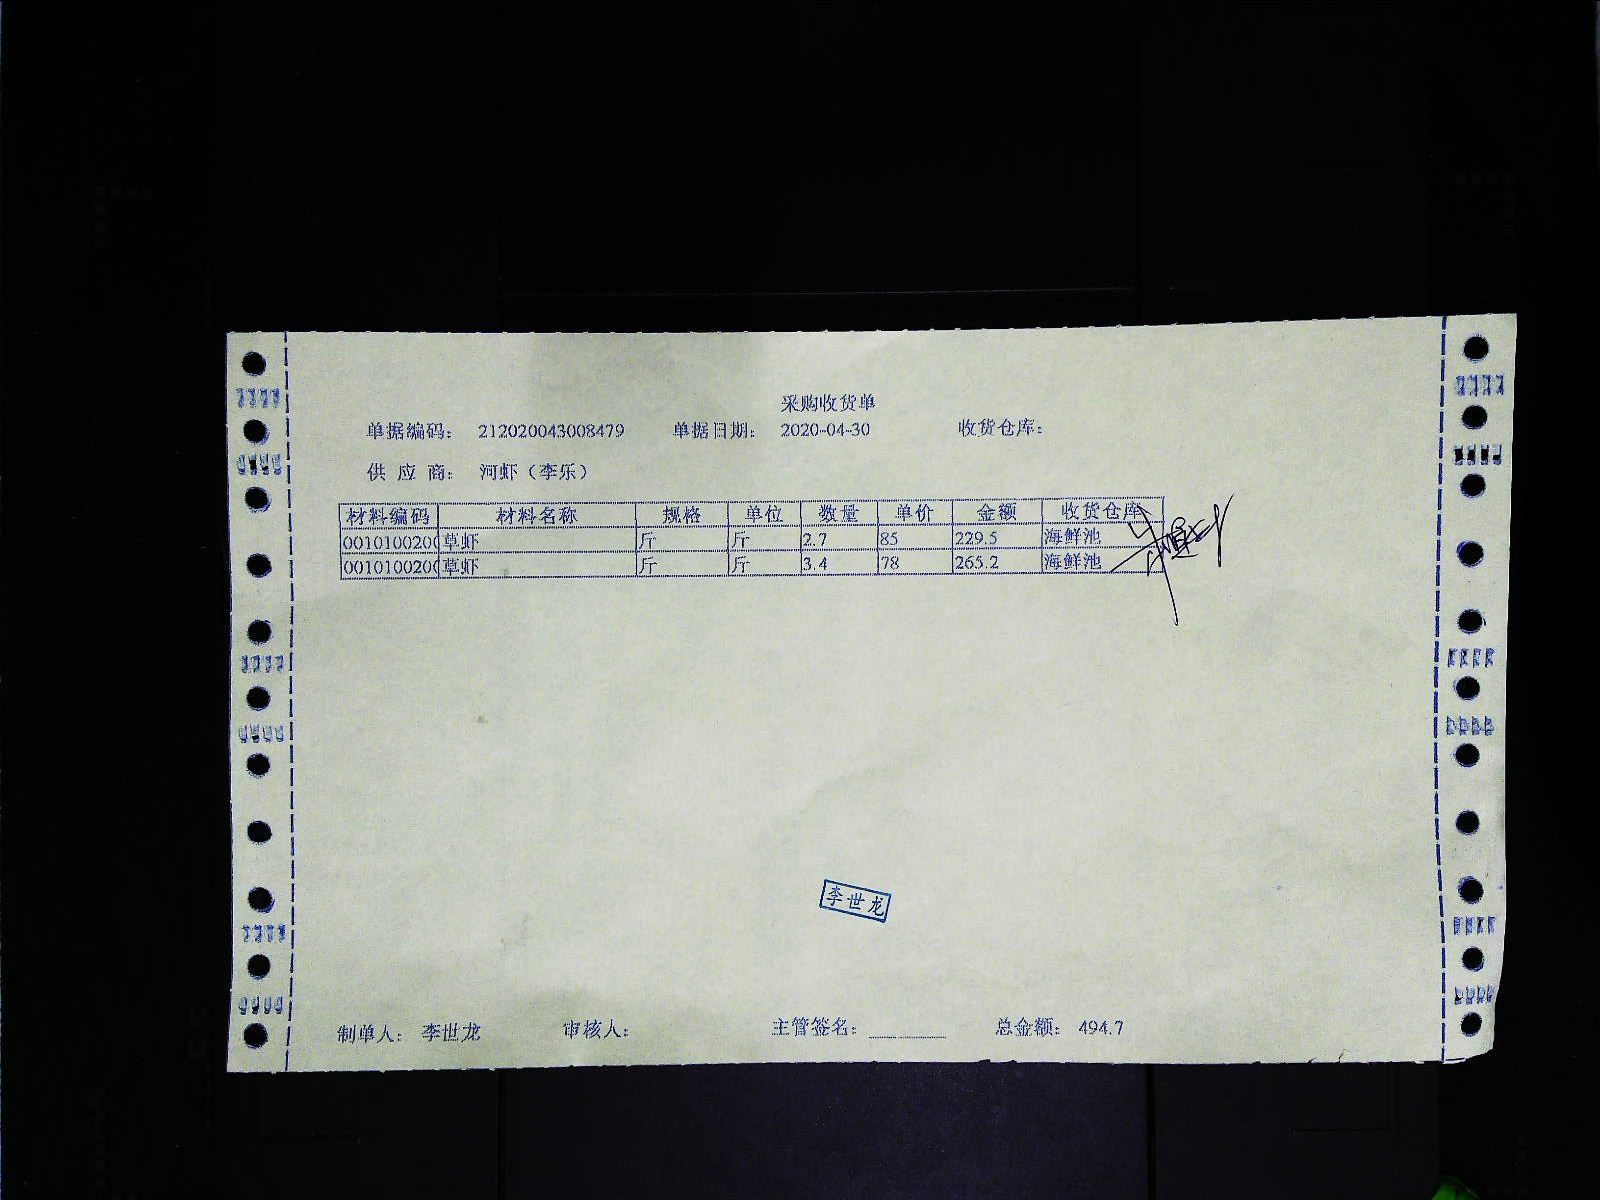 采购收货单
单据编码： 212020043008479 单据日期： 2020-04-30 收货仓库：
供 应 商： 河虾（李乐）
材料编码 材料名称 规格 单位 数量 单价 金额 收货仓库
0010100200 草虾 斤 斤 2.7 85 229.5 海鲜池
0010100200 草虾 斤 斤 3.4 78 265.2 海鲜池
李世龙
制单人： 李世龙 审核人： 主管签名： 总金额： 494.7